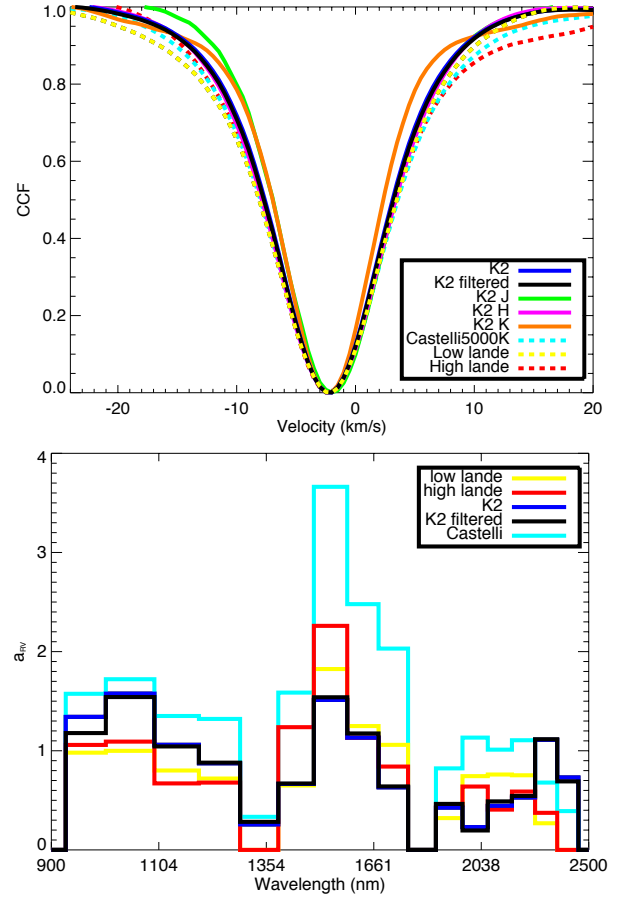 1.0
0.8
0.6
0.4
0.2
0.0
CCF
K2
K2 filtered
K2 J
K2 H
K2 K
Castelli5000K
Low lande
High lande
-20 -10 0 10 20
Velocity (km/s)
4
3
2
1
0
a_RV
low lande
high lande
K2
K2 filtered
Castelli
900 1104 1354 1661 2038 2500
Wavelength (nm)